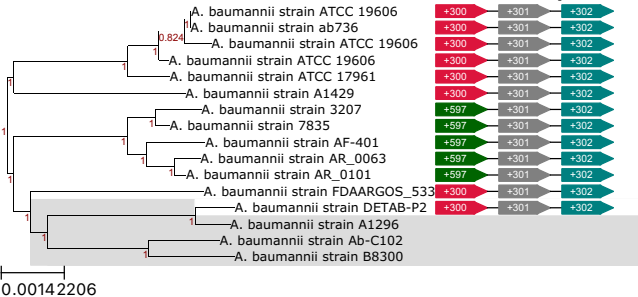 A. baumannii strain ATCC 19606 +300 +301 +302
1 A. baumannii strain ab736 +300 +301 +302
0.824 A. baumannii strain ATCC 19606 +300 +301 +302
1 A. baumannii strain ATCC 19606 +300 +301 +302
1 A. baumannii strain ATCC 17961 +300 +301 +302
1 A. baumannii strain A1429 +300 +301 +302
A. baumannii strain 3207 +597 +301 +302
1 A. baumannii strain 7835 +597 +301 +302
1 A. baumannii strain AF-401 +597 +301 +302
1 A. baumannii strain AR_0063 +597 +301 +302
1 1 A. baumannii strain AR_0101 +597 +301 +302
A. baumannii strain FDAARGOS_533 +300 +301 +302
1 A. baumannii strain DETAB-P2 +300 +301 +302
1 A. baumannii strain A1296
1 A. baumannii strain Ab-C102
1 A. baumannii strain B8300
0.00142206